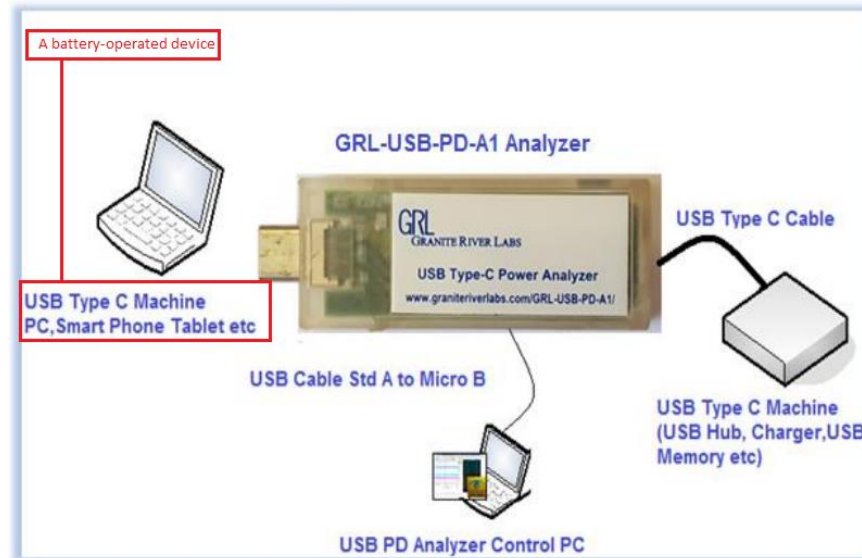 A battery-operated device
GRL-USB-PD-A1 Analyzer
GRL
GRANITE RIVER LABS
USB Type-C Power Analyzer
www.graniteriverlabs.com/GRL-USB-PD-A1/
USB Type C Cable
USB Type C Machine
PC,Smart Phone Tablet etc
USB Cable Std A to Micro B
USB Type C Machine
(USB Hub, Charger,USB
Memory etc)
USB PD Analyzer Control PC